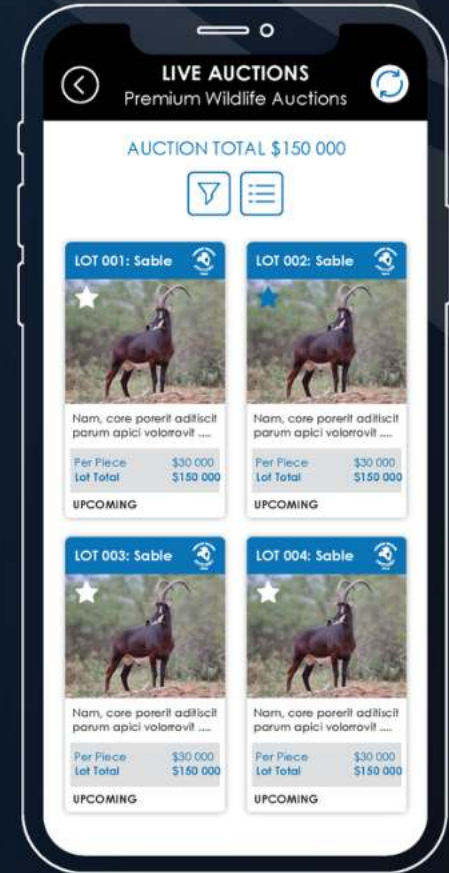 LIVE AUCTIONS
Premium Wildlife Auctions
AUCTION TOTAL $150 000
LOT 001: Sable
Nam, core porerit aditiscit
parum apici volorrovit .....
Per Piece $30 000
Lot Total $150 000
UPCOMING
LOT 002: Sable
Nam, core porerit aditiscit
parum apici volorrovit .....
Per Piece $30 000
Lot Total $150 000
UPCOMING
LOT 003: Sable
Nam, core porerit aditiscit
parum apici volorrovit .....
Per Piece $30 000
Lot Total $150 000
UPCOMING
LOT 004: Sable
Nam, core porerit aditiscit
parum apici volorrovit .....
Per Piece $30 000
Lot Total $150 000
UPCOMING